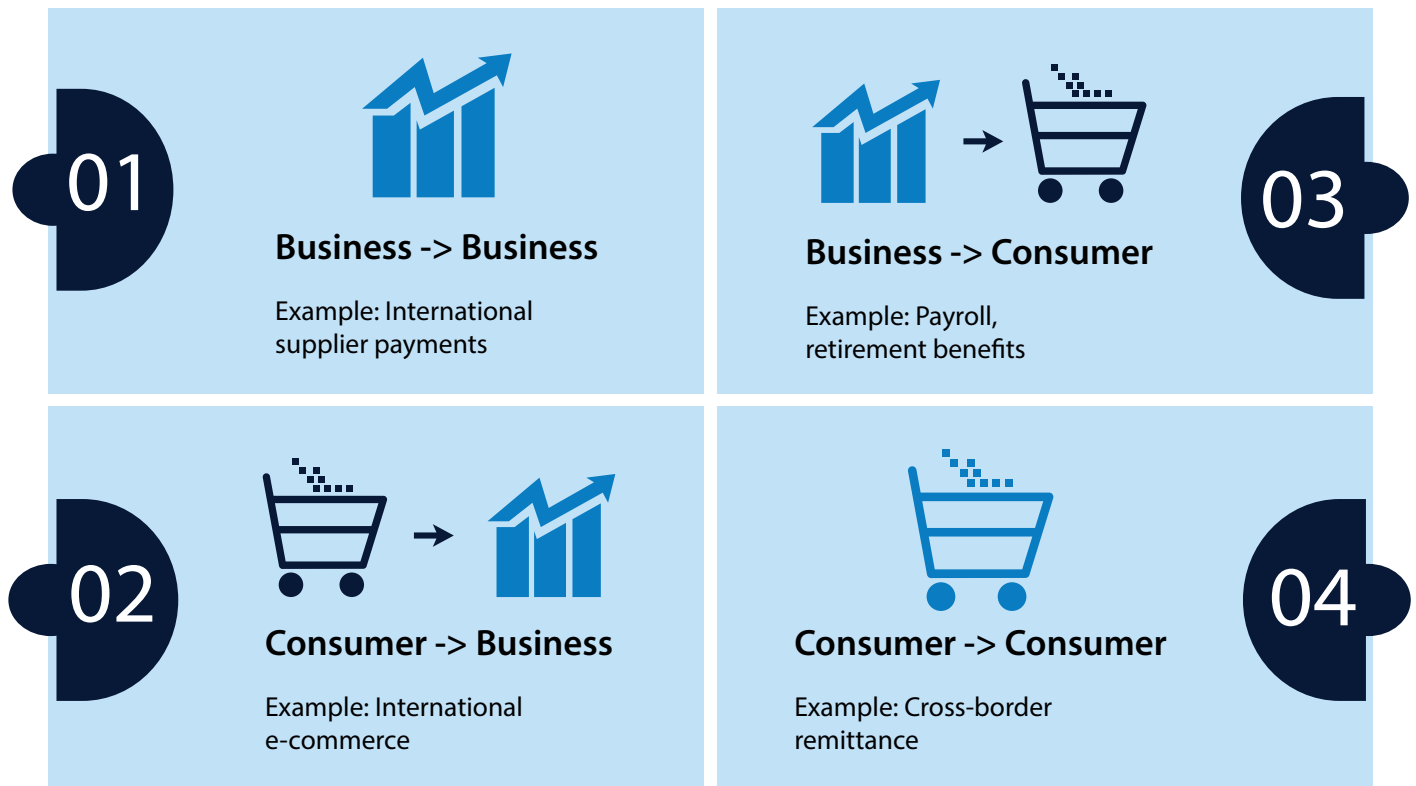 01
Business -> Business
Example: International
supplier payments
02
Consumer -> Business
Example: International
e-commerce
03
Business -> Consumer
Example: Payroll,
retirement benefits
04
Consumer -> Consumer
Example: Cross-border
remittance